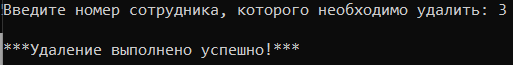 Введите номер сотрудника, которого необходимо удалить: 3
***Удаление выполнено успешно!***